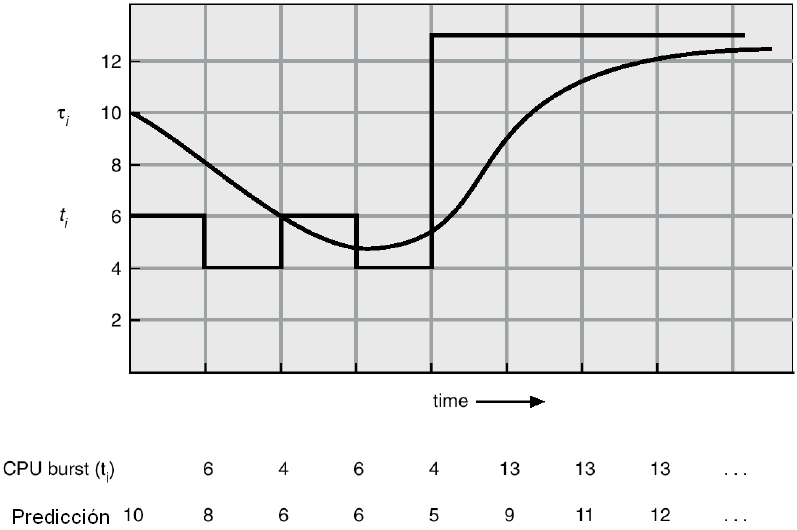 12
τi 10
8
ti 6
4
2
time
CPU burst (ti) 6 4 6 4 13 13 13 ...
Predicción 10 8 6 6 5 9 11 12 ...